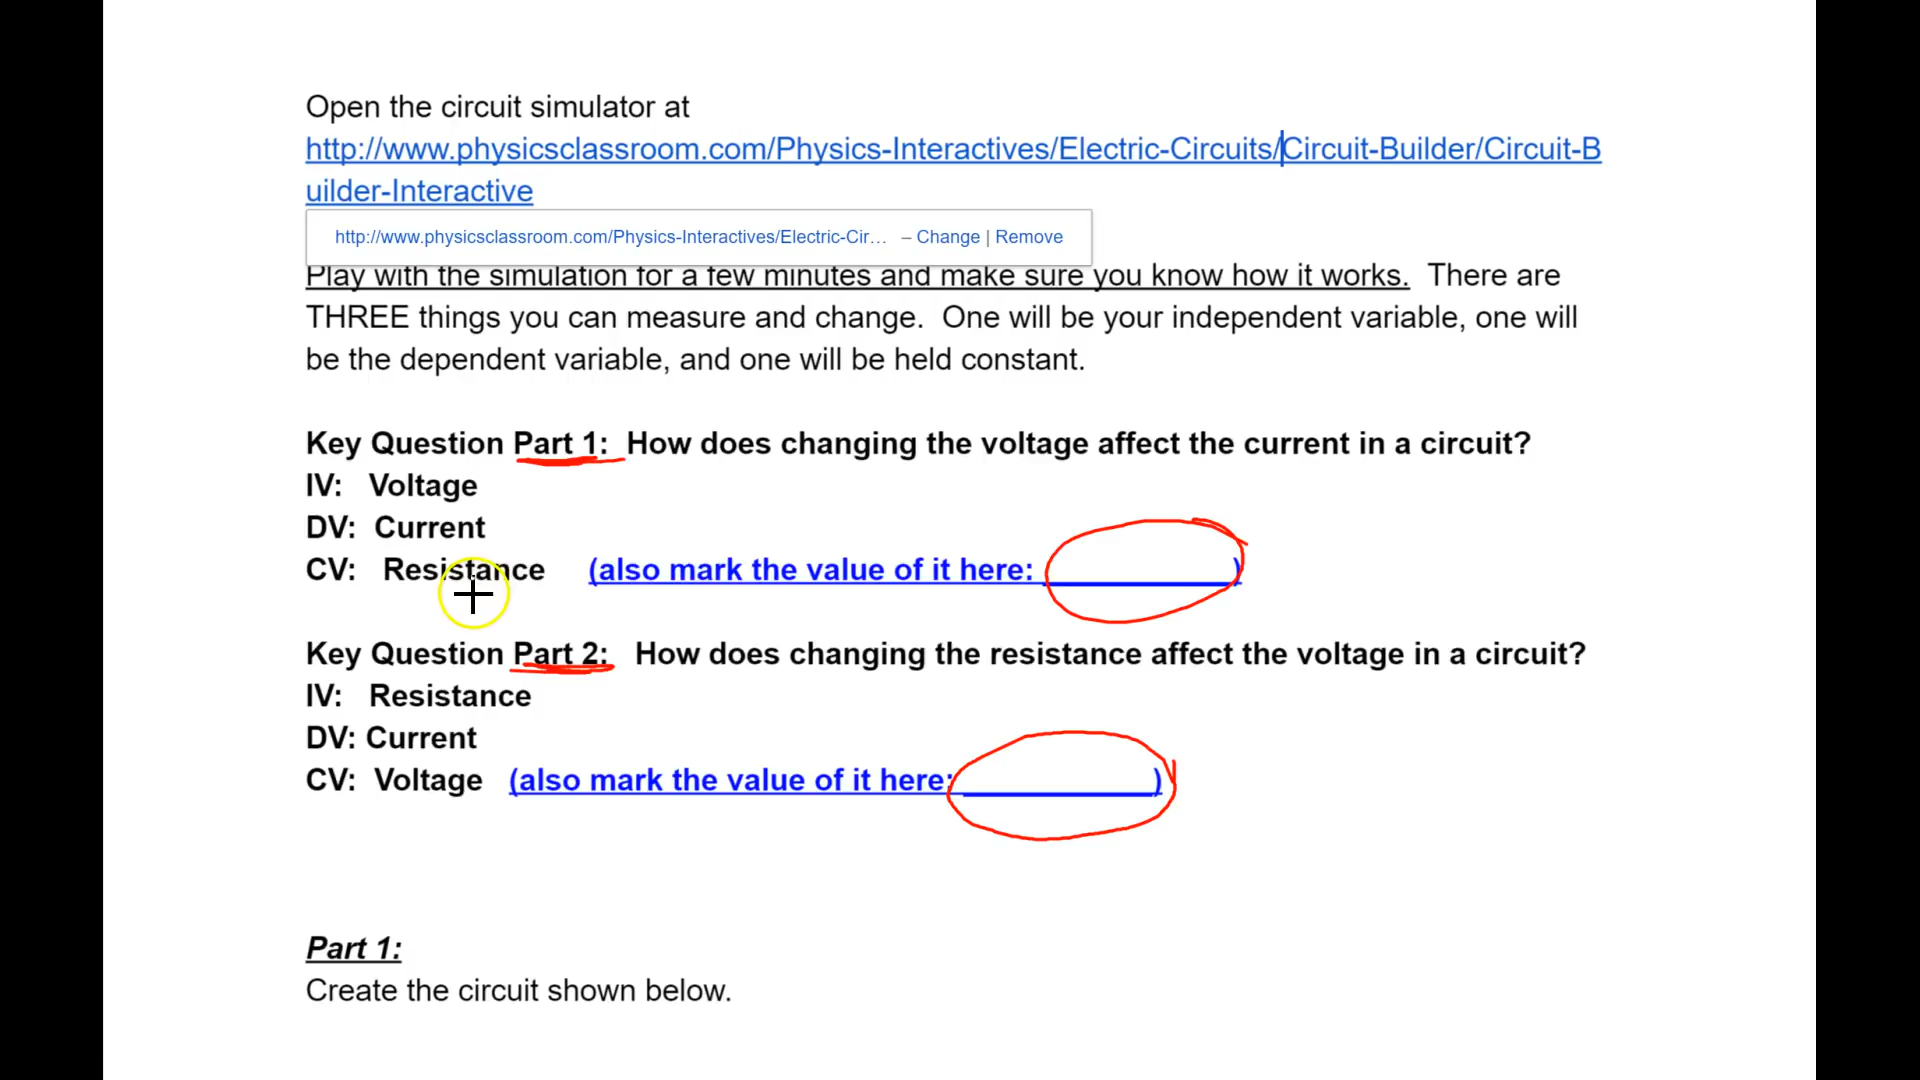 Open the circuit simulator at
http://www.physicsclassroom.com/Physics-Interactives/Electric-Circuits/Circuit-Builder/Circuit-B
uilder-Interactive
http://www.physicsclassroom.com/Physics-Interactives/Electric-Cir... – Change | Remove
Play with the simulation for a few minutes and make sure you know how it works.  There are
THREE things you can measure and change.  One will be your independent variable, one will
be the dependent variable, and one will be held constant.
Key Question Part 1:  How does changing the voltage affect the current in a circuit?
IV:  Voltage
DV:  Current
CV:  Resistance  (also mark the value of it here: ____________)
Key Question Part 2:  How does changing the resistance affect the voltage in a circuit?
IV:  Resistance
DV: Current
CV:  Voltage  (also mark the value of it here: ____________)
Part 1:
Create the circuit shown below.